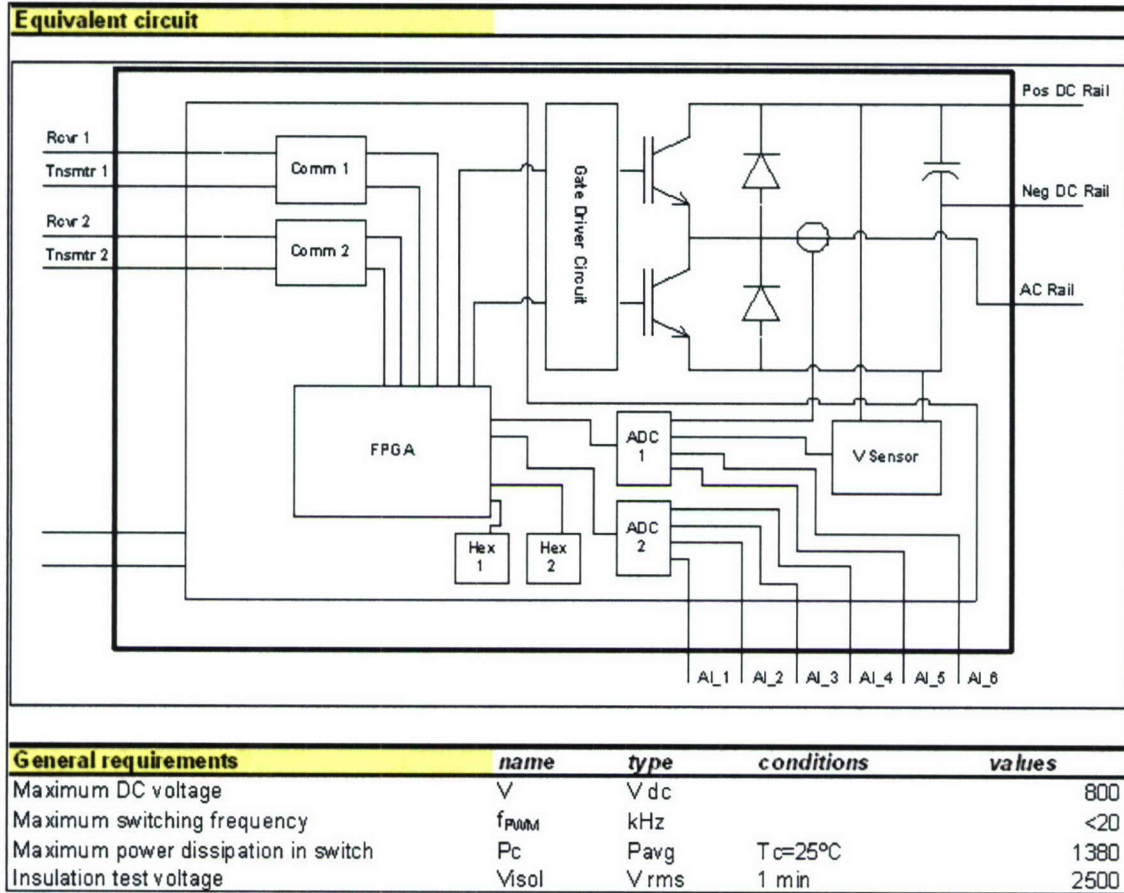 Equivalent circuit
Pos DC Rail
Rcvr 1
Tnsmtr 1
Comm 1
Neg DC Rail
Rcvr 2
Tnsmtr 2
Comm 2
Gate Driver Circuit
AC Rail
FPGA
ADC 1
V Sensor
ADC 2
Hex 1
Hex 2
AI_1 AI_2 AI_3 AI_4 AI_5 AI_6
General requirements name type conditions values
Maximum DC voltage V V dc 800
Maximum switching frequency fPWM kHz <20
Maximum power dissipation in switch Pc Pavg Tc=25ºC 1380
Insulation test voltage Visol V rms 1 min 2500